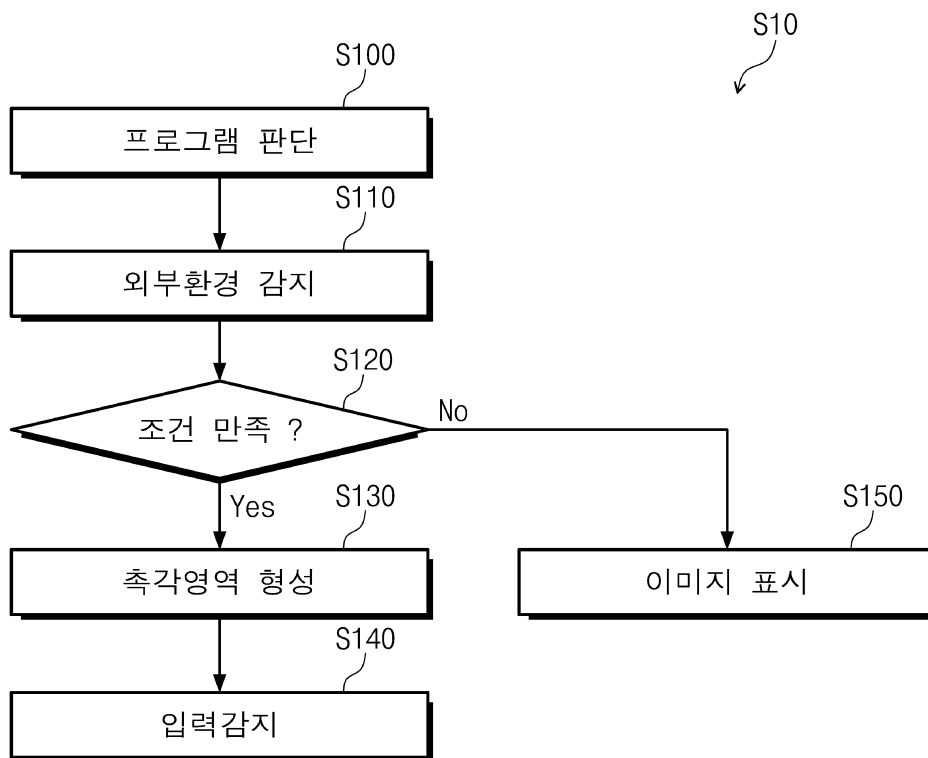 S10
S100
프로그램 판단
S110
외부환경 감지
S120
조건 만족 ?
No
Yes
S130
촉각영역 형성
S150
이미지 표시
S140
입력감지